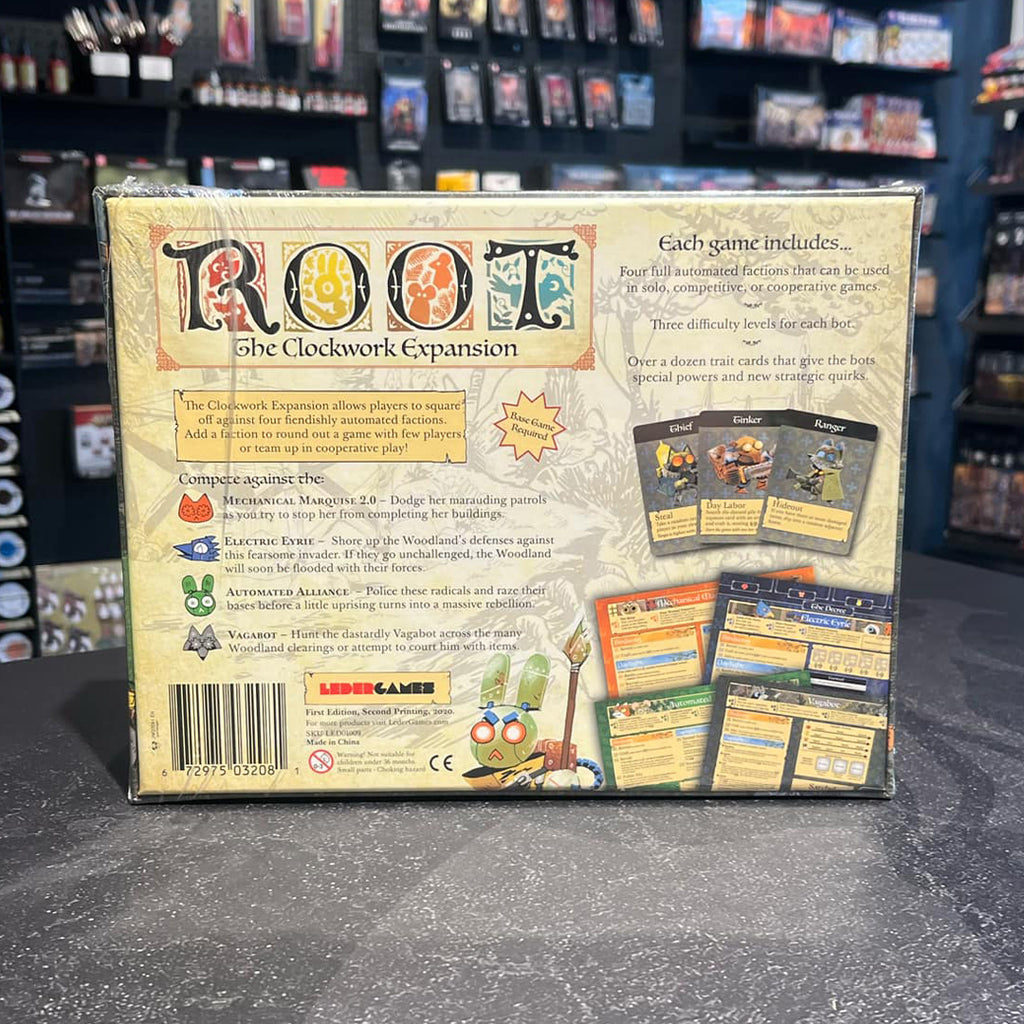 ROOT
The Clockwork Expansion
The Clockwork Expansion allows players to square
off against four fiendishly automated factions.
Add a faction to round out a game with few players
or team up in cooperative play!
Base Game
Required
Compete against the:
MECHANICAL MARQUISE 2.0 – Dodge her marauding patrols
as you try to stop her from completing her buildings.
ELECTRIC EYRIE – Shore up the Woodland's defenses against
this fearsome invader. If they go unchallenged, the Woodland
will soon be flooded with their forces.
AUTOMATED ALLIANCE – Police these radicals and raze their
bases before a little uprising turns into a massive rebellion.
VAGABOT – Hunt the dastardly Vagabot across the many
Woodland clearings or attempt to court him with items.
LEDERGAMES
First Edition, Second Printing, 2020.
For more products visit LederGames.com
SKU: LED01009
Made in China
0-3
Warning! Not suitable for
children under 36 months.
Small parts - Choking hazard
CE
6 72975 03208 1
Each game includes...
Four full automated factions that can be used
in solo, competitive, or cooperative games.
Three difficulty levels for each bot.
Over a dozen trait cards that give the bots
special powers and new strategic quirks.
Thief
Tinker
Ranger
Steal
Day Labor
Hideout
Mechanical
The Decree
Electric Eyrie
Automated
Vagabot